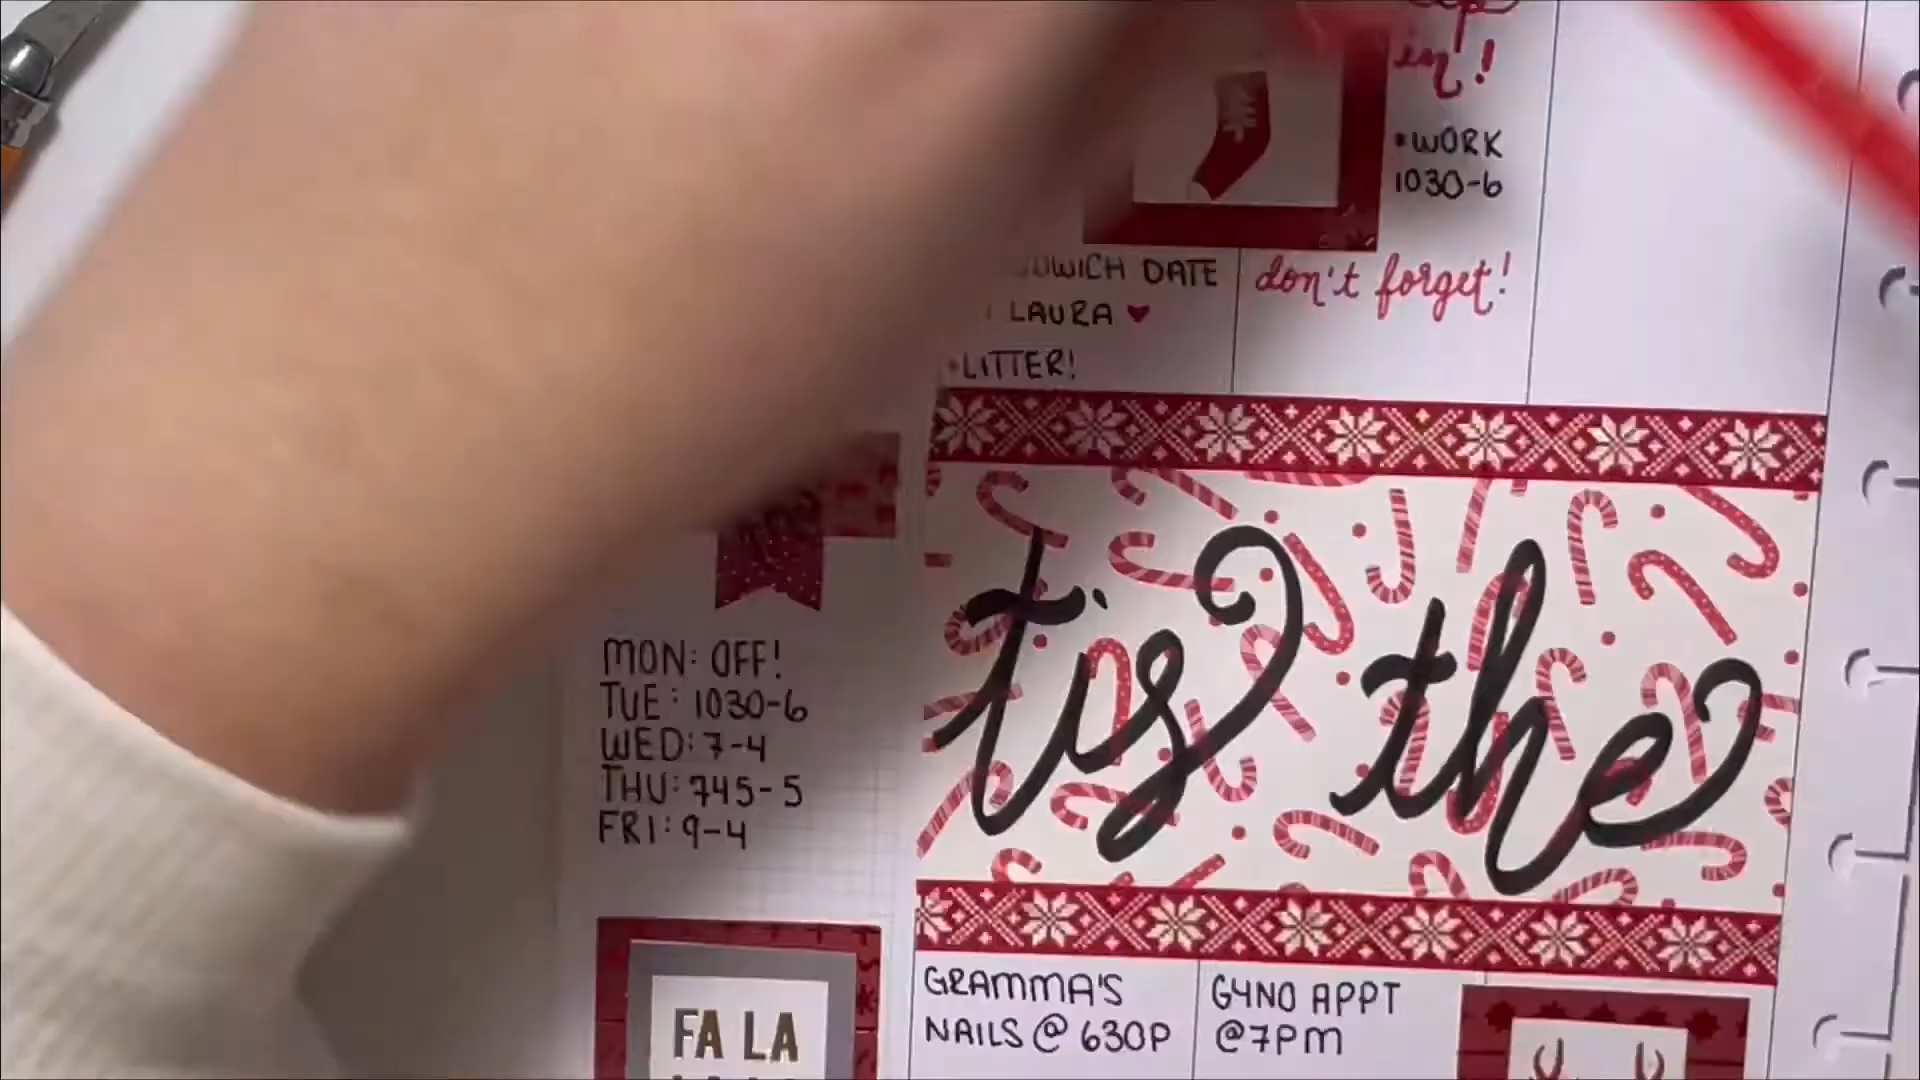 in!
•WORK
1030-6
DATE
LAURA ♥
•LITTER!
don't forget!
tis the
MON: OFF!
TUE: 1030-6
WED: 7-4
THU: 745-5
FRI: 9-4
FA LA
GRAMMA'S
NAILS @ 630P
GYNO APPT
@7PM